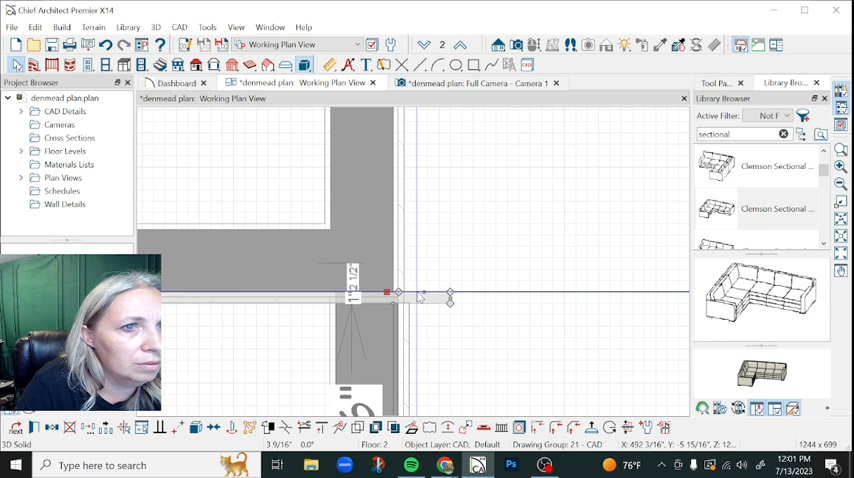 Chief Architect Premier X14
File Edit Build Terrain Library 3D CAD Tools View Window Help
Working Plan View
2
Project Browser
Dashboard
*denmead plan: Working Plan View
*denmead plan: Full Camera - Camera 1
Tool Pa...
Library Bro...
denmead plan.plan
CAD Details
Cameras
Cross Sections
Floor Levels
Materials Lists
Plan Views
Schedules
Wall Details
*denmead plan: Working Plan View
Library Browser
Active Filter: Not F
sectional
Clemson Sectional ...
Clemson Sectional ...
next
3D Solid
3 9/16" 0.0°
Floor: 2
Object Layer: CAD, Default
Drawing Group: 21 - CAD
X: 492 3/16", Y: -5 15/16", Z: 12...
1244 x 699
Type here to search
76°F
12:01 PM
7/13/2023
4